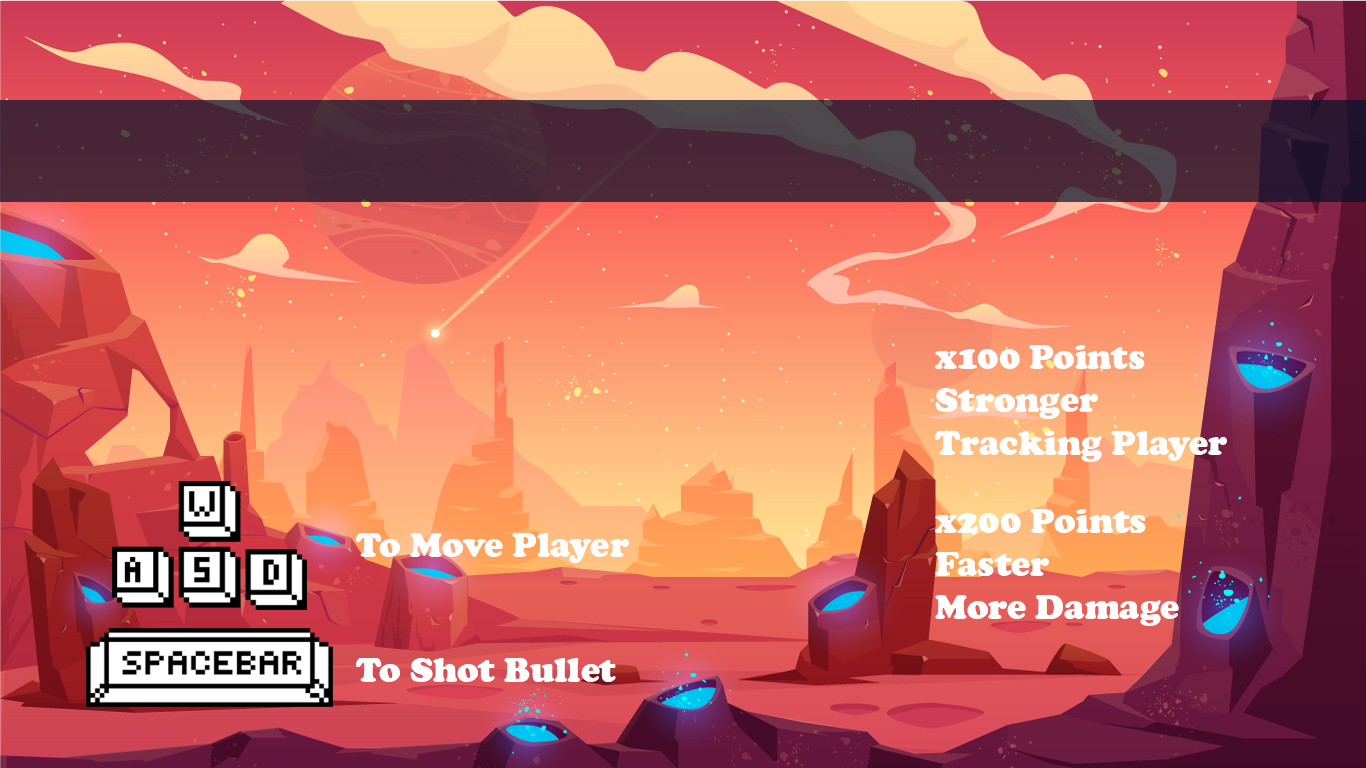 x100 Points
Stronger
Tracking Player
x200 Points
Faster
More Damage
W
A S D
To Move Player
SPACEBAR
To Shot Bullet